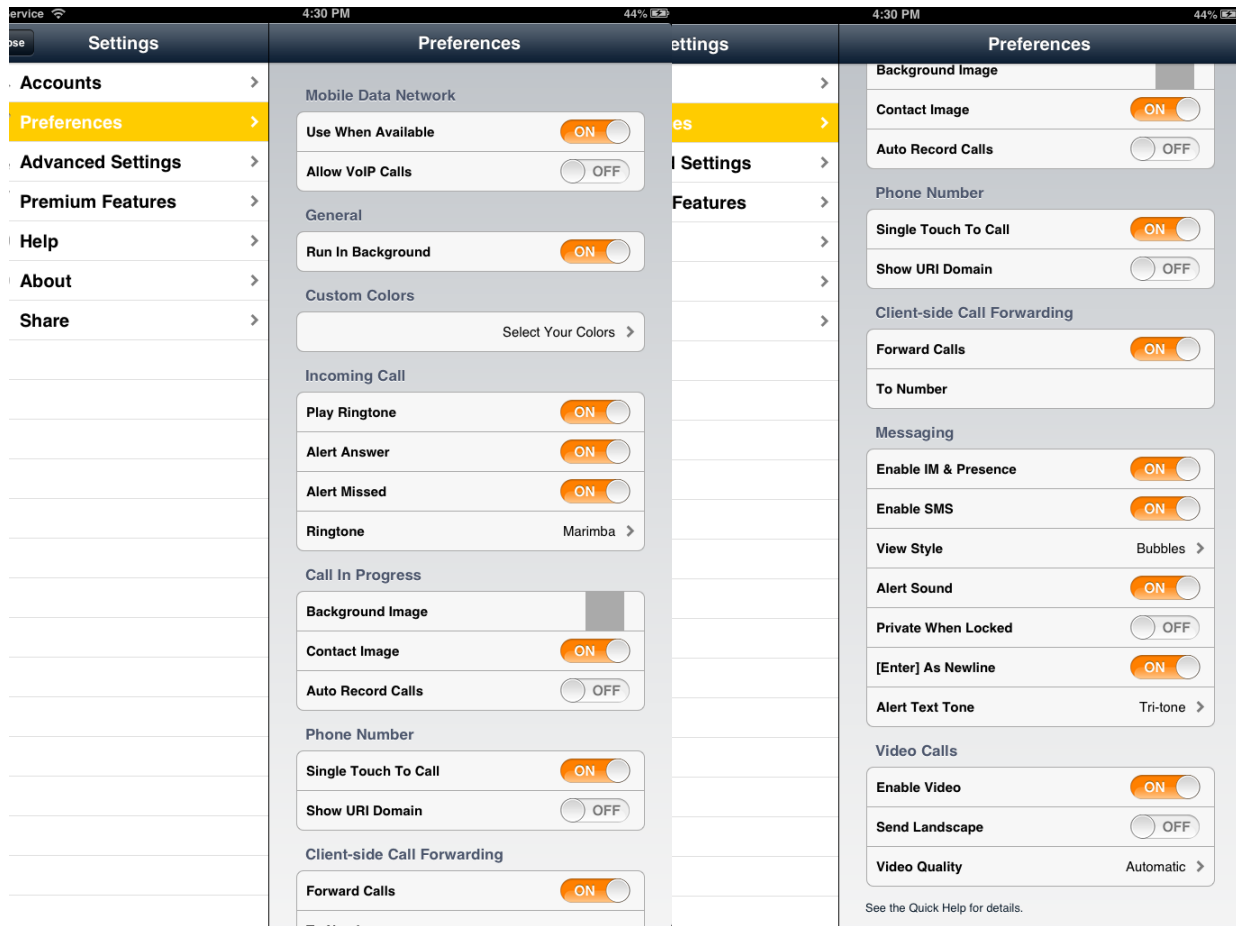 ervice 4:30 PM 44%
ose Settings Preferences
Accounts
Preferences
Advanced Settings
Premium Features
Help
About
Share
Mobile Data Network
Use When Available ON
Allow VoIP Calls OFF
General
Run In Background ON
Custom Colors
Select Your Colors
Incoming Call
Play Ringtone ON
Alert Answer ON
Alert Missed ON
Ringtone Marimba
Call In Progress
Background Image
Contact Image ON
Auto Record Calls OFF
Phone Number
Single Touch To Call ON
Show URI Domain OFF
Client-side Call Forwarding
Forward Calls ON
4:30 PM 44%
ettings Preferences
es
d Settings
Features
Background Image
Contact Image ON
Auto Record Calls OFF
Phone Number
Single Touch To Call ON
Show URI Domain OFF
Client-side Call Forwarding
Forward Calls ON
To Number
Messaging
Enable IM & Presence ON
Enable SMS ON
View Style Bubbles
Alert Sound ON
Private When Locked OFF
[Enter] As Newline ON
Alert Text Tone Tri-tone
Video Calls
Enable Video ON
Send Landscape OFF
Video Quality Automatic
See the Quick Help for details.